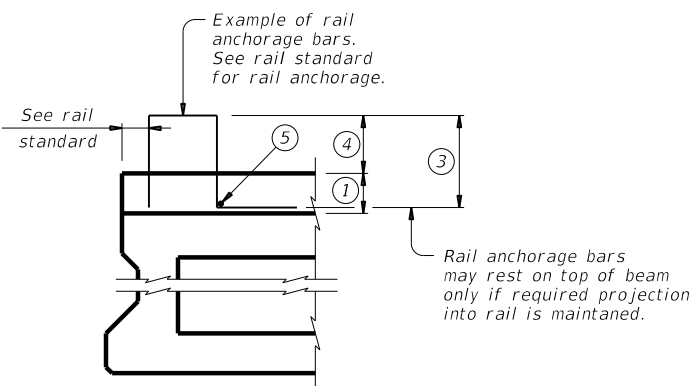 Example of rail
anchorage bars.
See rail standard
for rail anchorage.
See rail
standard
5
4
3
1
Rail anchorage bars
may rest on top of beam
only if required projection
into rail is maintaned.